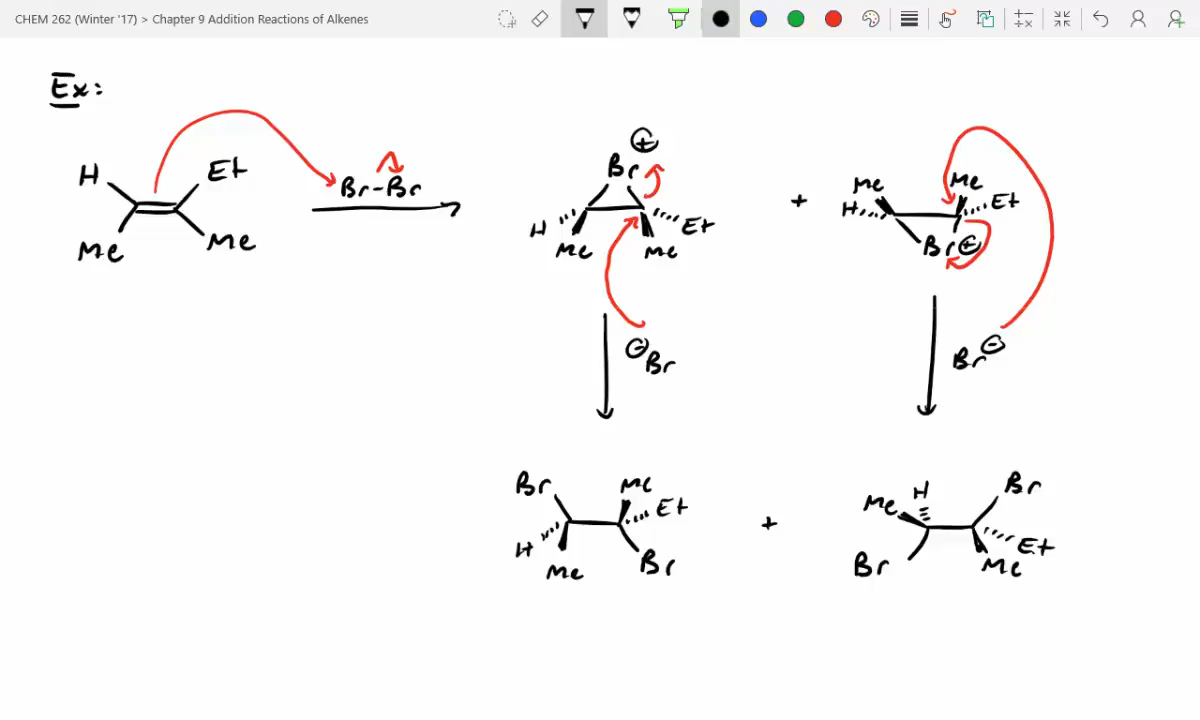 CHEM 262 (Winter '17) > Chapter 9 Addition Reactions of Alkenes
Ex:
H Et
Me Me
Br-Br
⊕
Br
H Me Me Et
+
Me Me
H Et
Br⊕
⊖Br
Br⊖
Br Me
Et
H Me Br
+
Me H Br
Br Me Et